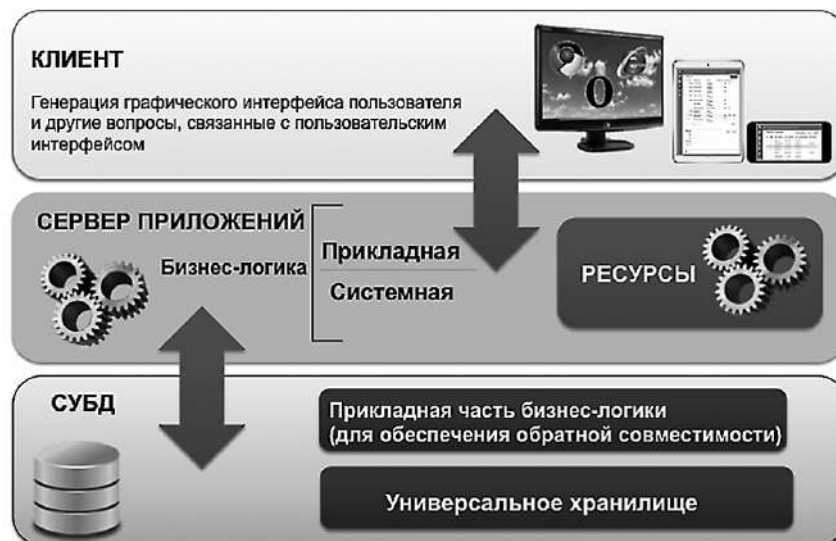 КЛИЕНТ
Генерация графического интерфейса пользователя
и другие вопросы, связанные с пользовательским
интерфейсом
СЕРВЕР ПРИЛОЖЕНИЙ
Бизнес-логика
Прикладная
Системная
РЕСУРСЫ
СУБД
Прикладная часть бизнес-логики
(для обеспечения обратной совместимости)
Универсальное хранилище